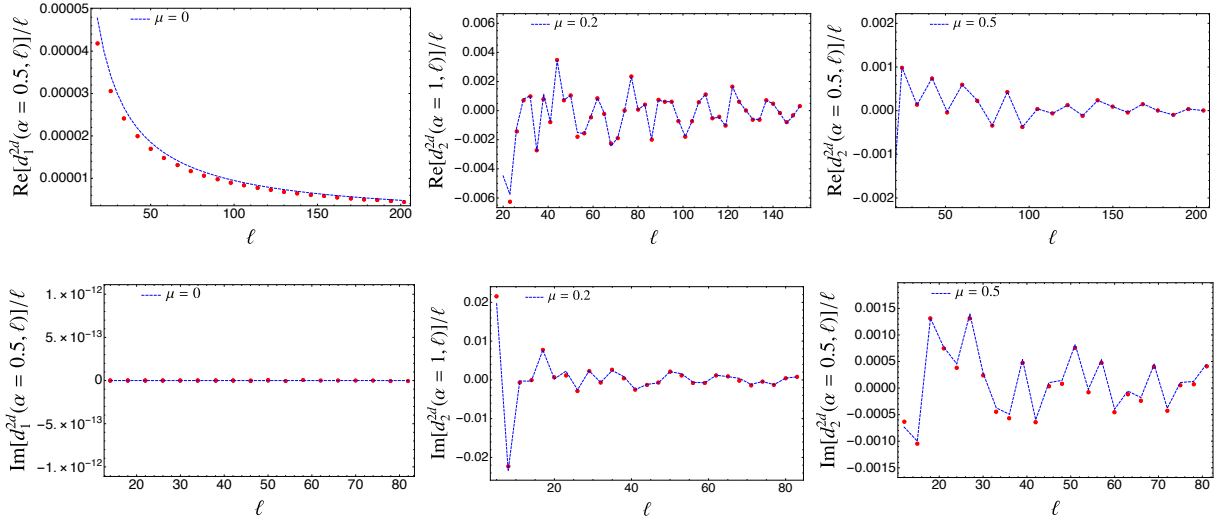 Re[d_1^{2d}(α = 0.5, ℓ)]/ℓ
μ = 0
0.00005
0.00004
0.00003
0.00002
0.00001
50 100 150 200
ℓ
Re[d_2^{2d}(α = 1, ℓ)]/ℓ
μ = 0.2
0.006
0.004
0.002
0.000
-0.002
-0.004
-0.006
20 40 60 80 100 120 140
ℓ
Re[d_2^{2d}(α = 0.5, ℓ)]/ℓ
μ = 0.5
0.002
0.001
0.000
-0.001
-0.002
50 100 150 200
ℓ
Im[d_1^{2d}(α = 0.5, ℓ)]/ℓ
μ = 0
1. × 10^{-12}
5. × 10^{-13}
0
-5. × 10^{-13}
-1. × 10^{-12}
20 30 40 50 60 70 80
ℓ
Im[d_2^{2d}(α = 1, ℓ)]/ℓ
μ = 0.2
0.02
0.01
0.00
-0.01
-0.02
20 40 60 80
ℓ
Im[d_2^{2d}(α = 0.5, ℓ)]/ℓ
μ = 0.5
0.0015
0.0010
0.0005
0.0000
-0.0005
-0.0010
-0.0015
20 30 40 50 60 70 80
ℓ